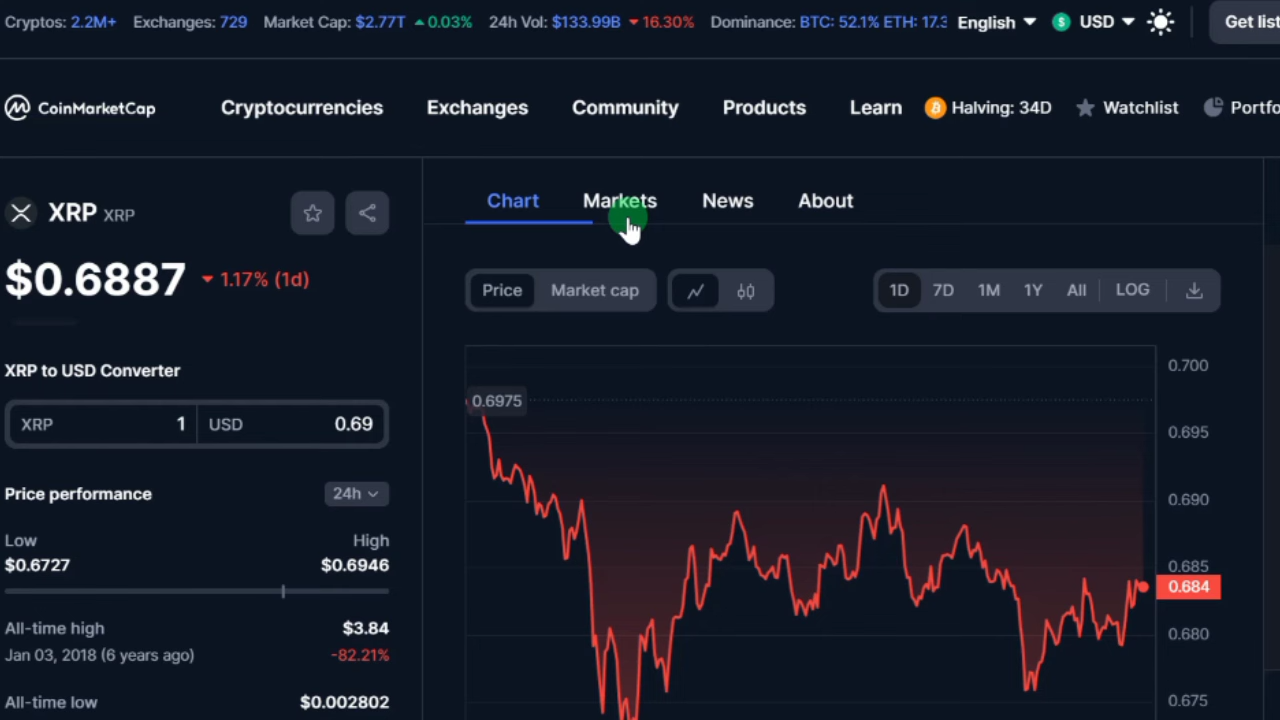 Cryptos: 2.2M+ Exchanges: 729 Market Cap: $2.77T 0.03% 24h Vol: $133.99B 16.30% Dominance: BTC: 52.1% ETH: 17.3 English USD Get list
CoinMarketCap Cryptocurrencies Exchanges Community Products Learn Halving: 34D Watchlist Portfo
XRP XRP
$0.6887 1.17% (1d)
XRP to USD Converter
XRP 1 USD 0.69
Price performance 24h
Low High
$0.6727 $0.6946
All-time high $3.84
Jan 03, 2018 (6 years ago) -82.21%
All-time low $0.002802
Chart Markets News About
Price Market cap 1D 7D 1M 1Y All LOG
0.700
0.6975
0.695
0.690
0.685
0.684
0.680
0.675